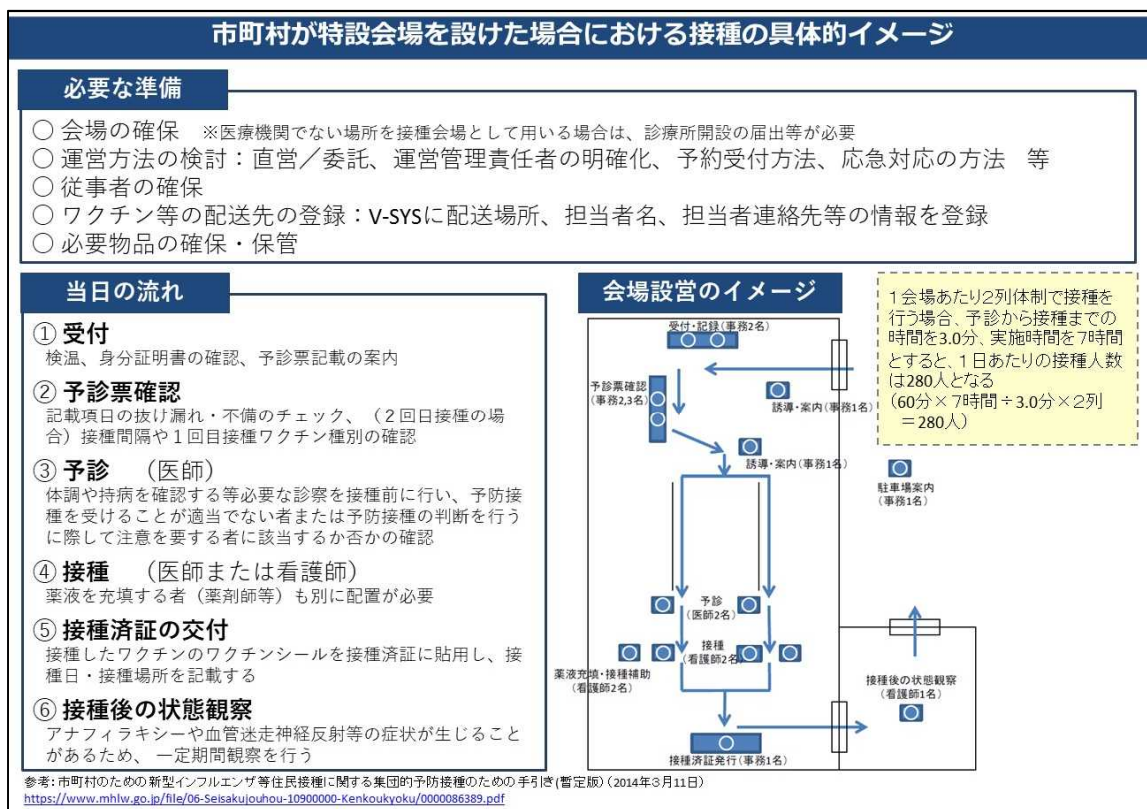 市町村が特設会場を設けた場合における接種の具体的イメージ
必要な準備
○ 会場の確保 ※医療機関でない場所を接種会場として用いる場合は、診療所開設の届出等が必要
○ 運営方法の検討：直営／委託、運営管理責任者の明確化、予約受付方法、応急対応の方法 等
○ 従事者の確保
○ ワクチン等の配送先の登録：V-SYSに配送場所、担当者名、担当者連絡先等の情報を登録
○ 必要物品の確保・保管
当日の流れ
① 受付
検温、身分証明書の確認、予診票記載の案内
② 予診票確認
記載項目の抜け漏れ・不備のチェック、（２回目接種の場
合）接種間隔や１回目接種ワクチン種別の確認
③ 予診 （医師）
体調や持病を確認する等必要な診察を接種前に行い、予防接
種を受けることが適当でない者または予防接種の判断を行う
に際して注意を要する者に該当するか否かの確認
④ 接種 （医師または看護師）
薬液を充填する者（薬剤師等）も別に配置が必要
⑤ 接種済証の交付
接種したワクチンのワクチンシールを接種済証に貼用し、接
種日・接種場所を記載する
⑥ 接種後の状態観察
アナフィラキシーや血管迷走神経反射等の症状が生じること
があるため、一定期間観察を行う
会場設営のイメージ
受付・記録(事務2名)
予診票確認
(事務2,3名)
誘導・案内(事務1名)
誘導・案内(事務1名)
駐車場案内
(事務1名)
予診
(医師2名)
接種
(看護師2名)
薬液充填・接種補助
(看護師2名)
接種後の状態観察
(看護師1名)
接種済証発行(事務1名)
１会場あたり２列体制で接種を
行う場合、予診から接種までの
時間を3.0分、実施時間を７時間
とすると、１日あたりの接種人数
は280人となる
(60分×７時間÷3.0分×２列
＝280人)
参考：市町村のための新型インフルエンザ等住民接種に関する集団的予防接種のための手引き(暫定版)（2014年３月11日）
https://www.mhlw.go.jp/file/06-Seisakujouhou-10900000-Kenkoukyoku/0000086389.pdf